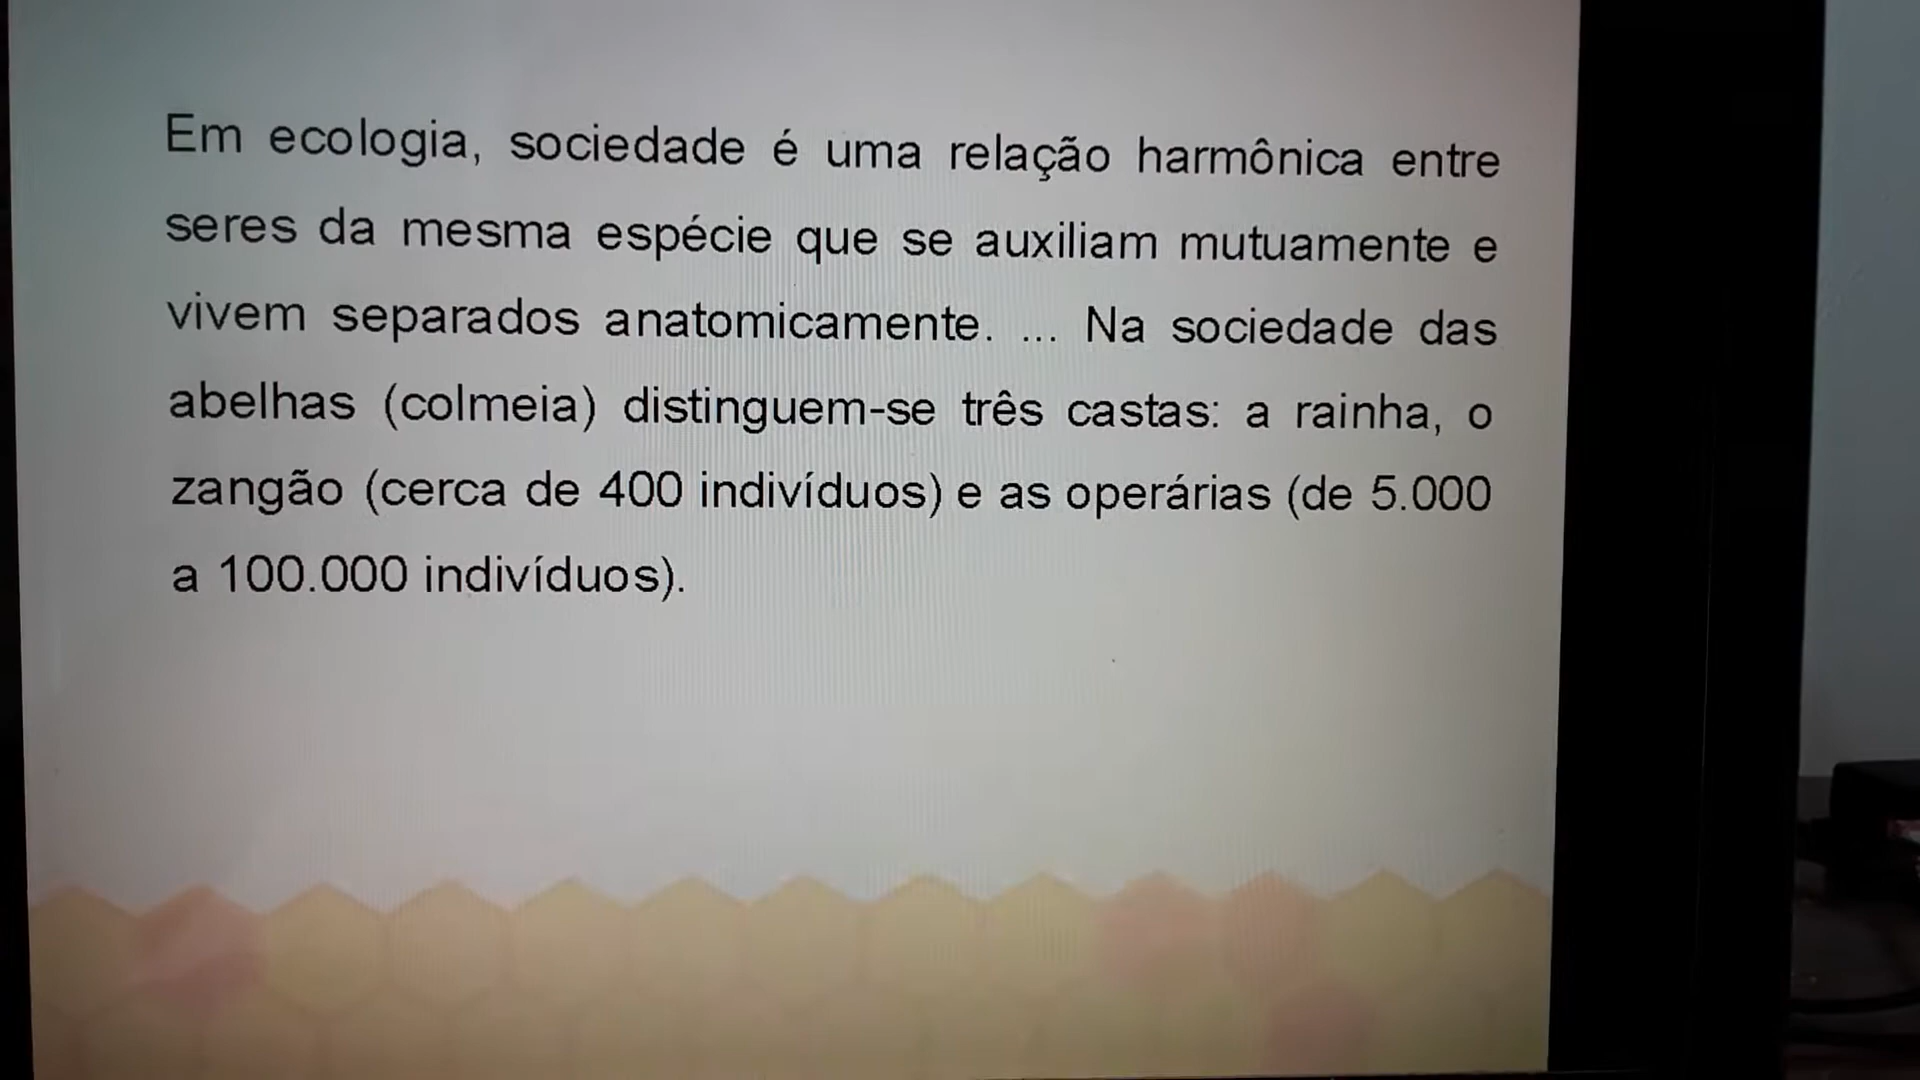 Em ecologia, sociedade é uma relação harmônica entre
seres da mesma espécie que se auxiliam mutuamente e
vivem separados anatomicamente. ... Na sociedade das
abelhas (colmeia) distinguem-se três castas: a rainha, o
zangão (cerca de 400 indivíduos) e as operárias (de 5.000
a 100.000 indivíduos).